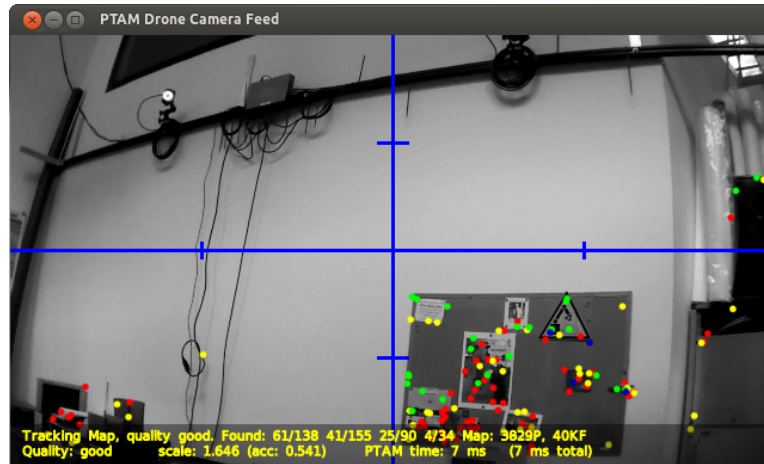 PTAM Drone Camera Feed
Tracking Map, quality good. Found: 61/138 41/155 25/90 4/34 Map: 3829P, 40KF
Quality: good scale: 1.646 (acc: 0.541) PTAM time: 7 ms (7 ms total)